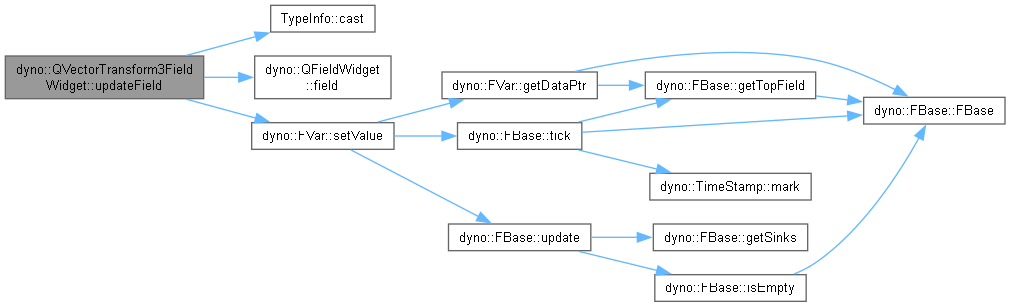 TypeInfo::cast
dyno::QVectorTransform3Field
Widget::updateField
dyno::QFieldWidget
::field
dyno::FVar::setValue
dyno::FVar::getDataPtr
dyno::FBase::getTopField
dyno::FBase::FBase
dyno::FBase::tick
dyno::TimeStamp::mark
dyno::FBase::update
dyno::FBase::getSinks
dyno::FBase::isEmpty